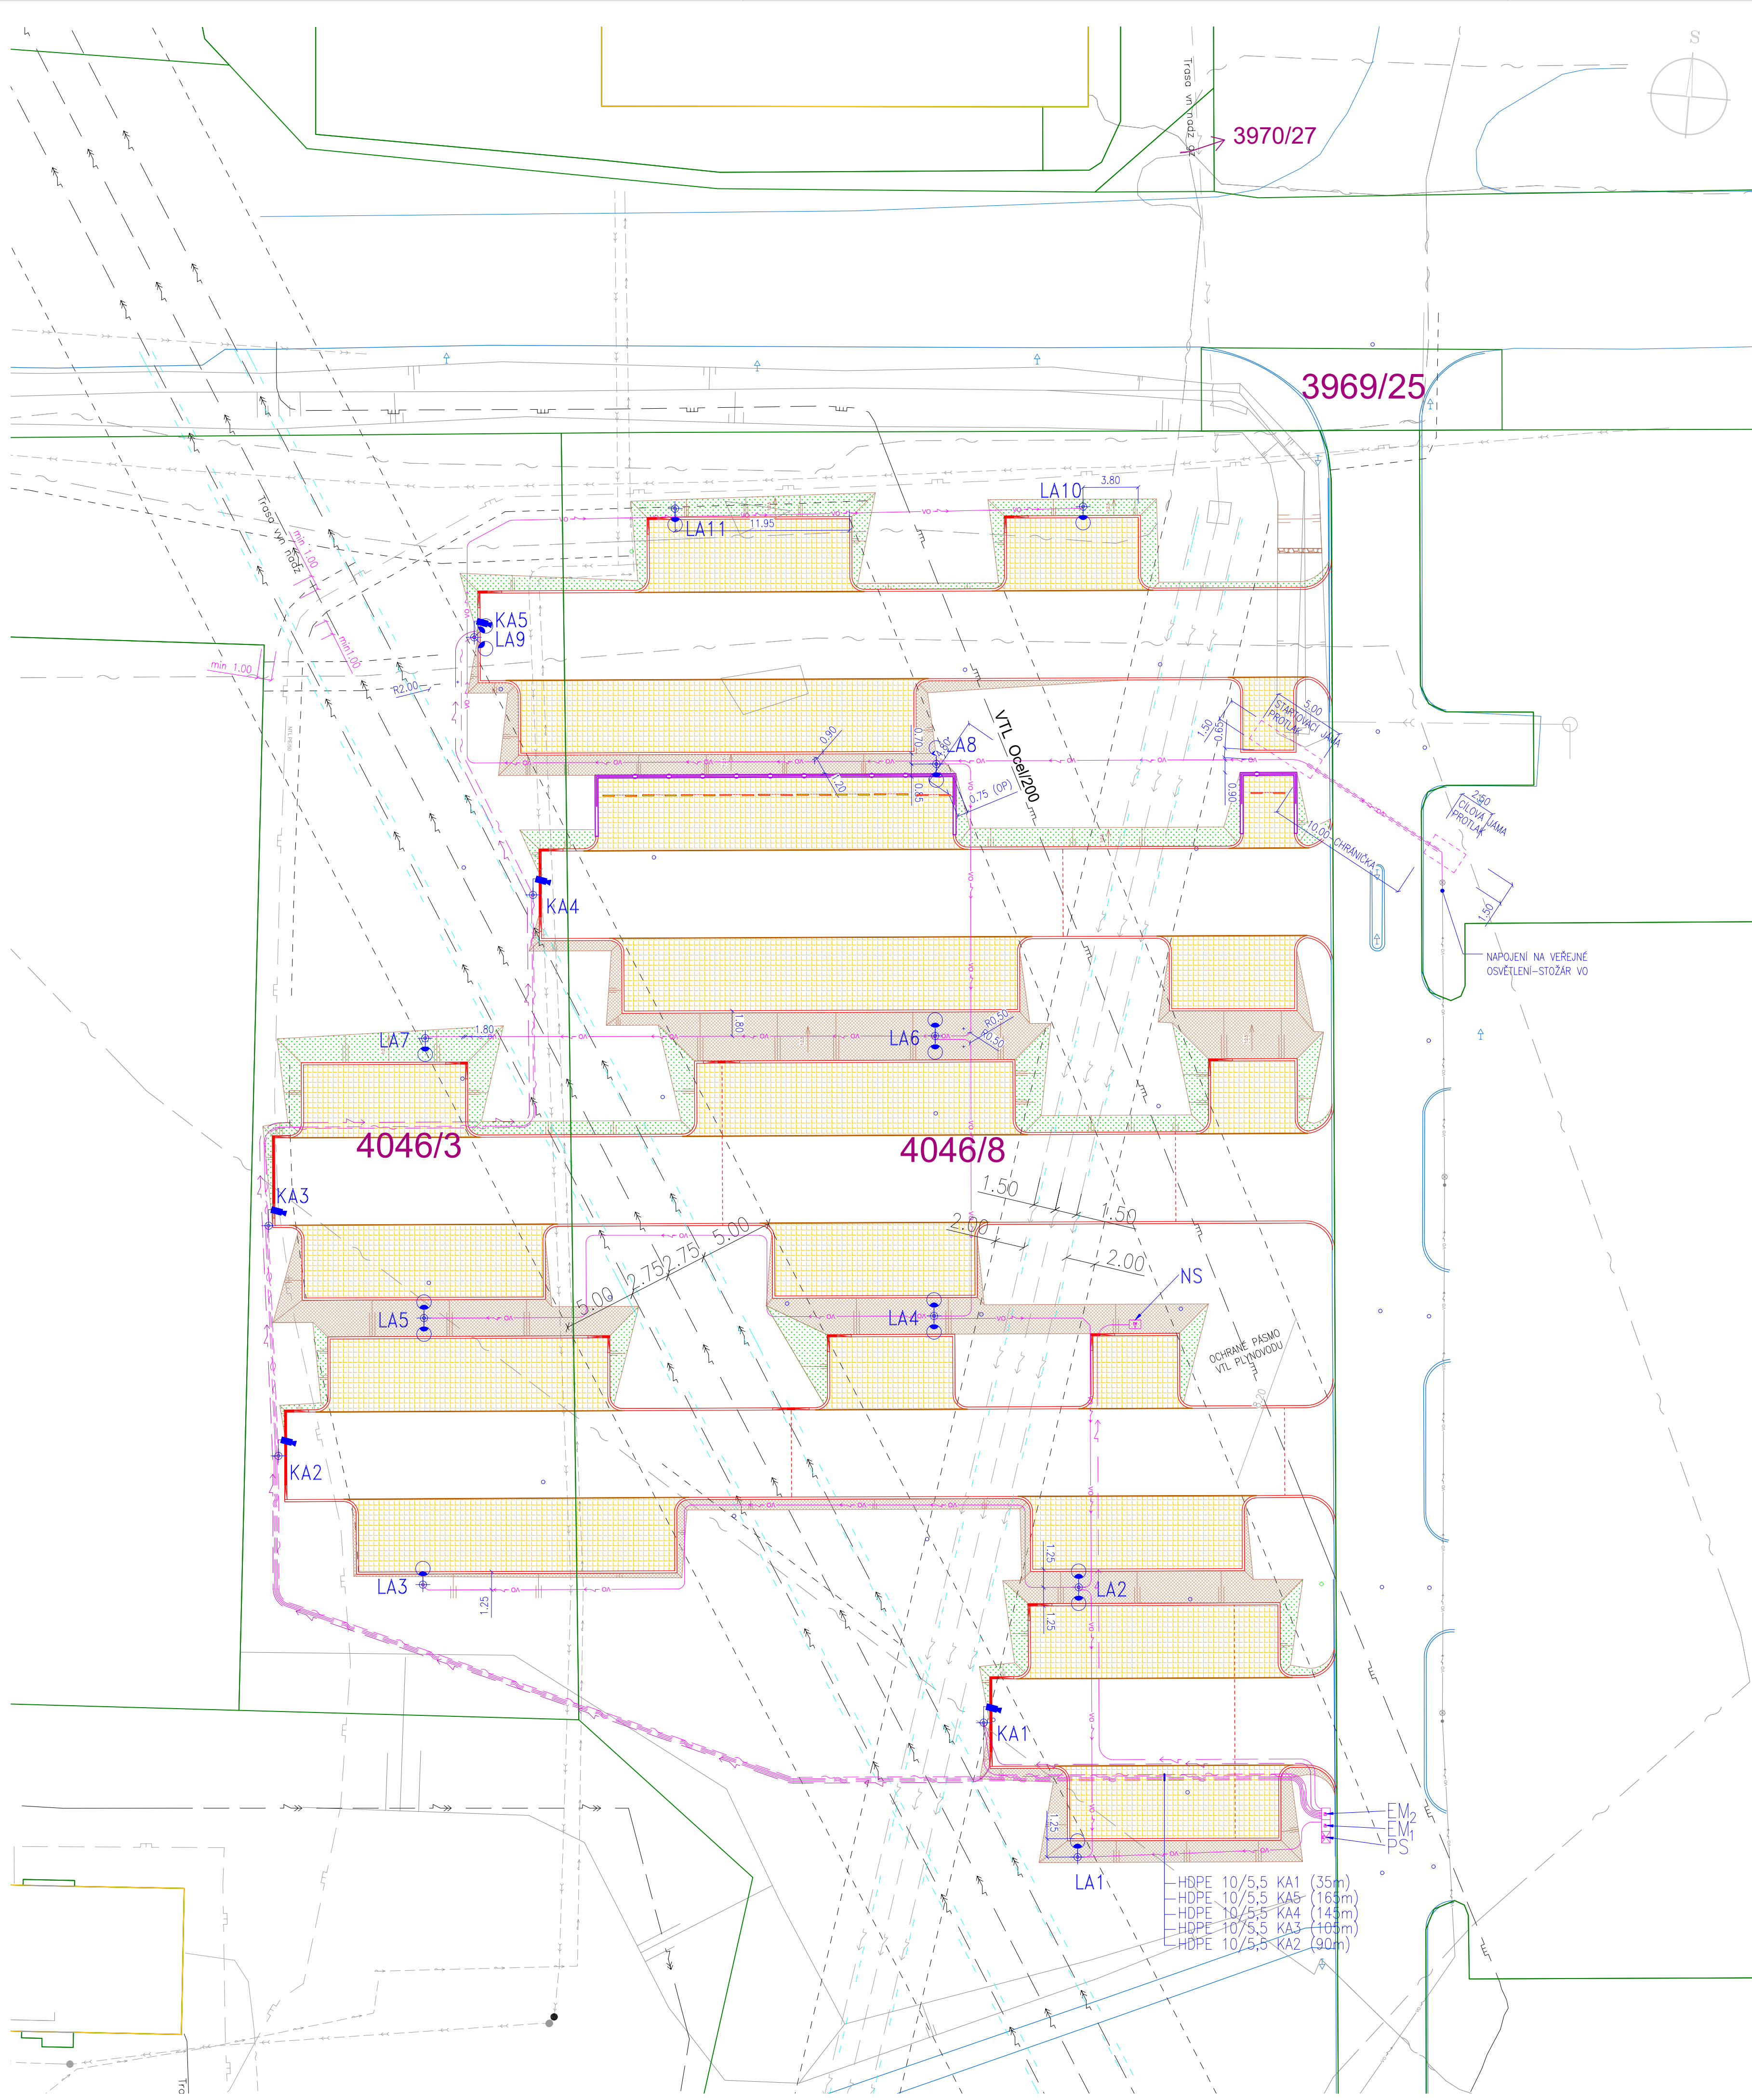 S
Trasa vn nadz
3970/27
3969/25
3.80
LA10
LA11
11.95
VO
VO
VO
Trasa vvn nadz
min 1.00
KA5
LA9
min1.00
min 1.00
R2.00
VTL Ocel/200
0.90
0.70
LA8
1.20
0.85
0.75 (OP)
1.50
0.65
5.00
STARTOVACÍ JÁMA
PROTLAK
0.90
2.50
CÍLOVÁ JÁMA
PROTLAK
10.00-CHRÁNIČKA
1.50
KA4
NAPOJENÍ NA VEŘEJNÉ
OSVĚTLENÍ-STOŽÁR VO
LA7
1.80
1.80
LA6
R0.50
R0.50
4046/3
4046/8
KA3
1.50
1.50
2.00
2.00
5.00
2.75
2.75
5.00
NS
LA5
LA4
OCHRANÉ PÁSMO
VTL PLYNOVODU
8.20
KA2
LA3
1.25
1.25
LA2
1.25
KA1
1.25
EM2
EM1
PS
LA1
HDPE 10/5,5 KA1 (35m)
HDPE 10/5,5 KA5 (165m)
HDPE 10/5,5 KA4 (145m)
HDPE 10/5,5 KA3 (105m)
HDPE 10/5,5 KA2 (90m)